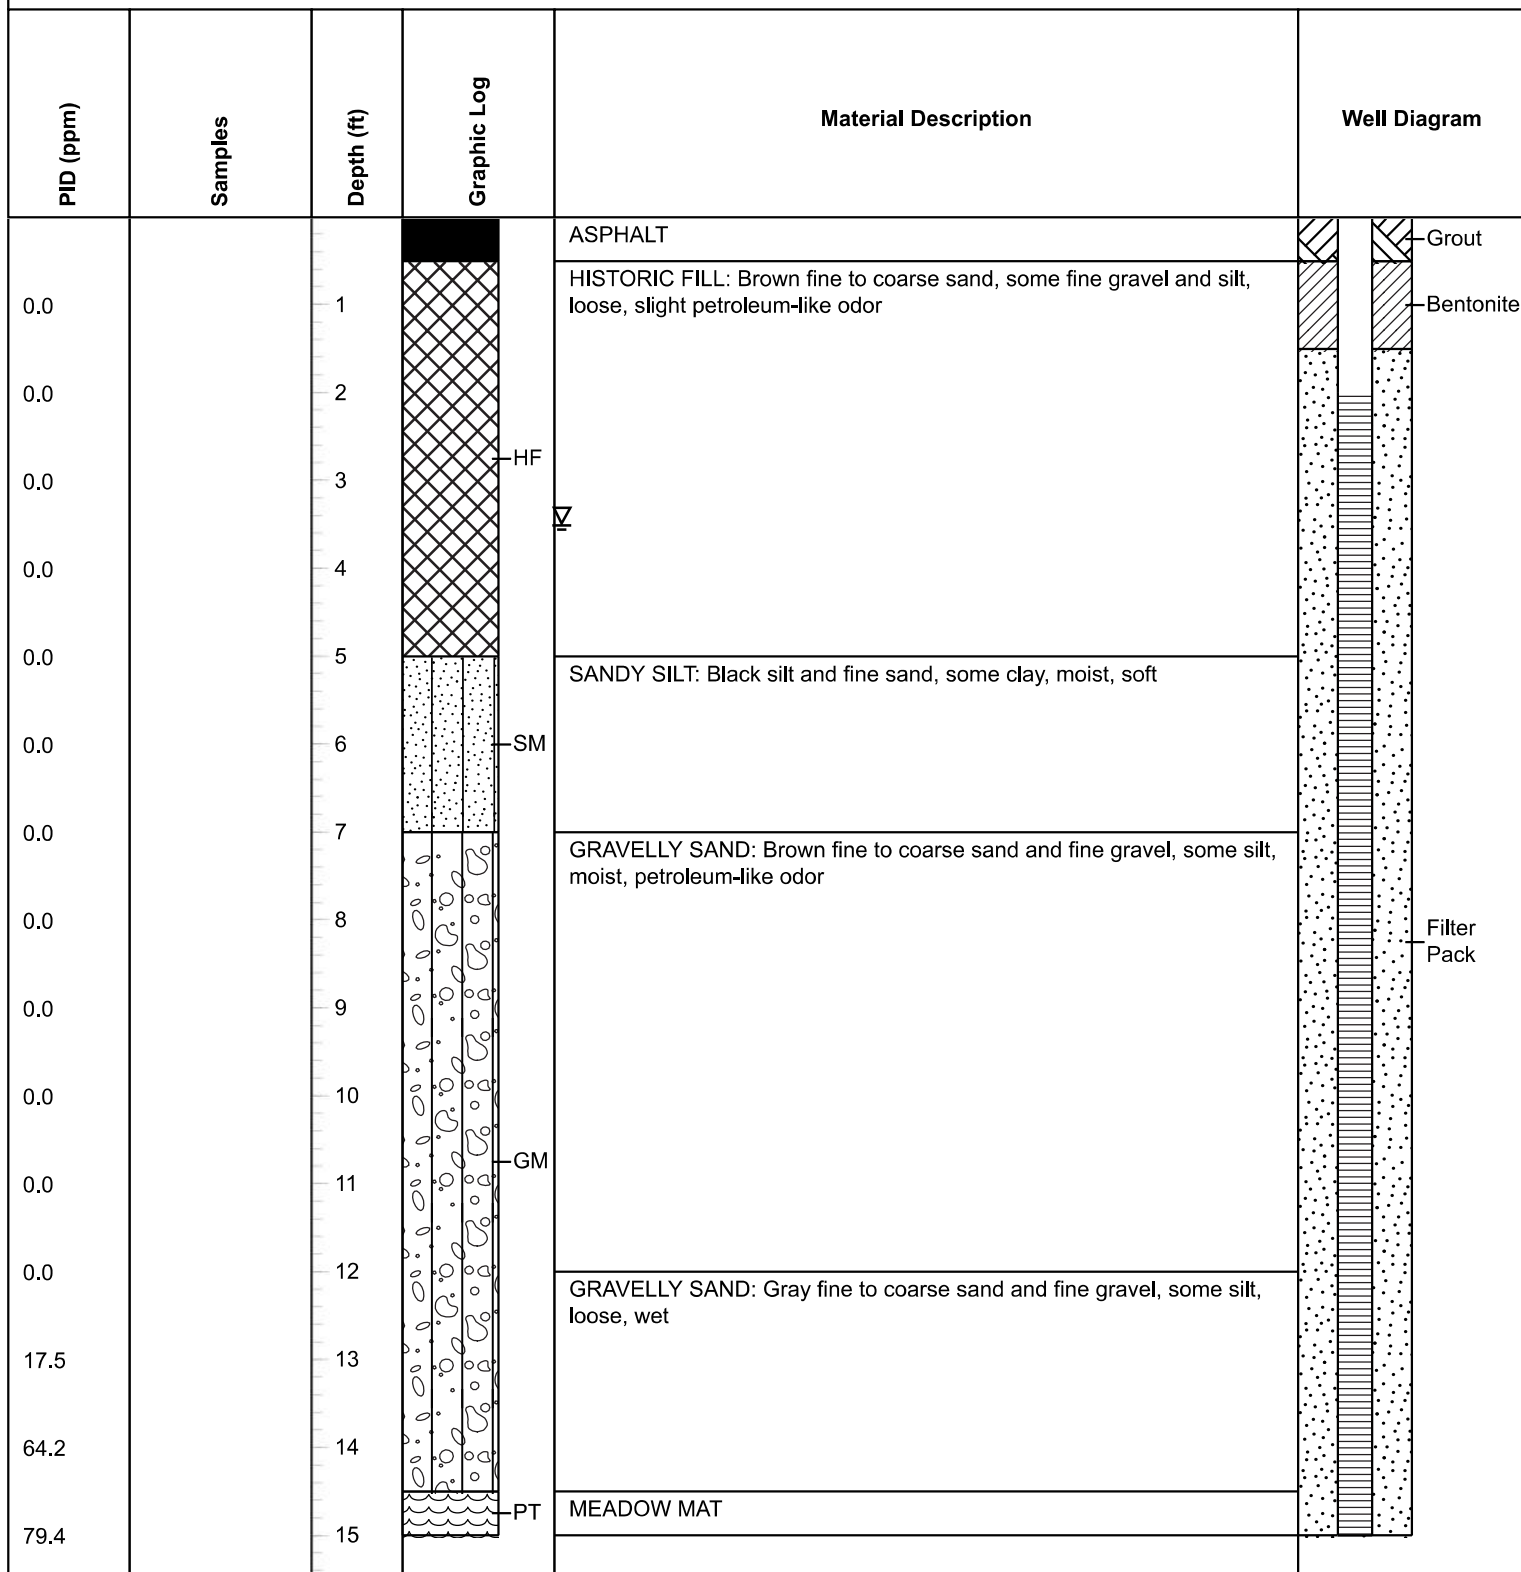 PID (ppm)
Samples
Depth (ft)
Graphic Log
Material Description
Well Diagram
ASPHALT
Grout
HISTORIC FILL: Brown fine to coarse sand, some fine gravel and silt,
loose, slight petroleum-like odor
0.0
1
Bentonite
0.0
2
HF
0.0
3
0.0
4
0.0
5
SANDY SILT: Black silt and fine sand, some clay, moist, soft
0.0
6
SM
0.0
7
GRAVELLY SAND: Brown fine to coarse sand and fine gravel, some silt,
moist, petroleum-like odor
0.0
8
Filter
Pack
0.0
9
0.0
10
GM
0.0
11
0.0
12
GRAVELLY SAND: Gray fine to coarse sand and fine gravel, some silt,
loose, wet
17.5
13
64.2
14
PT
MEADOW MAT
79.4
15